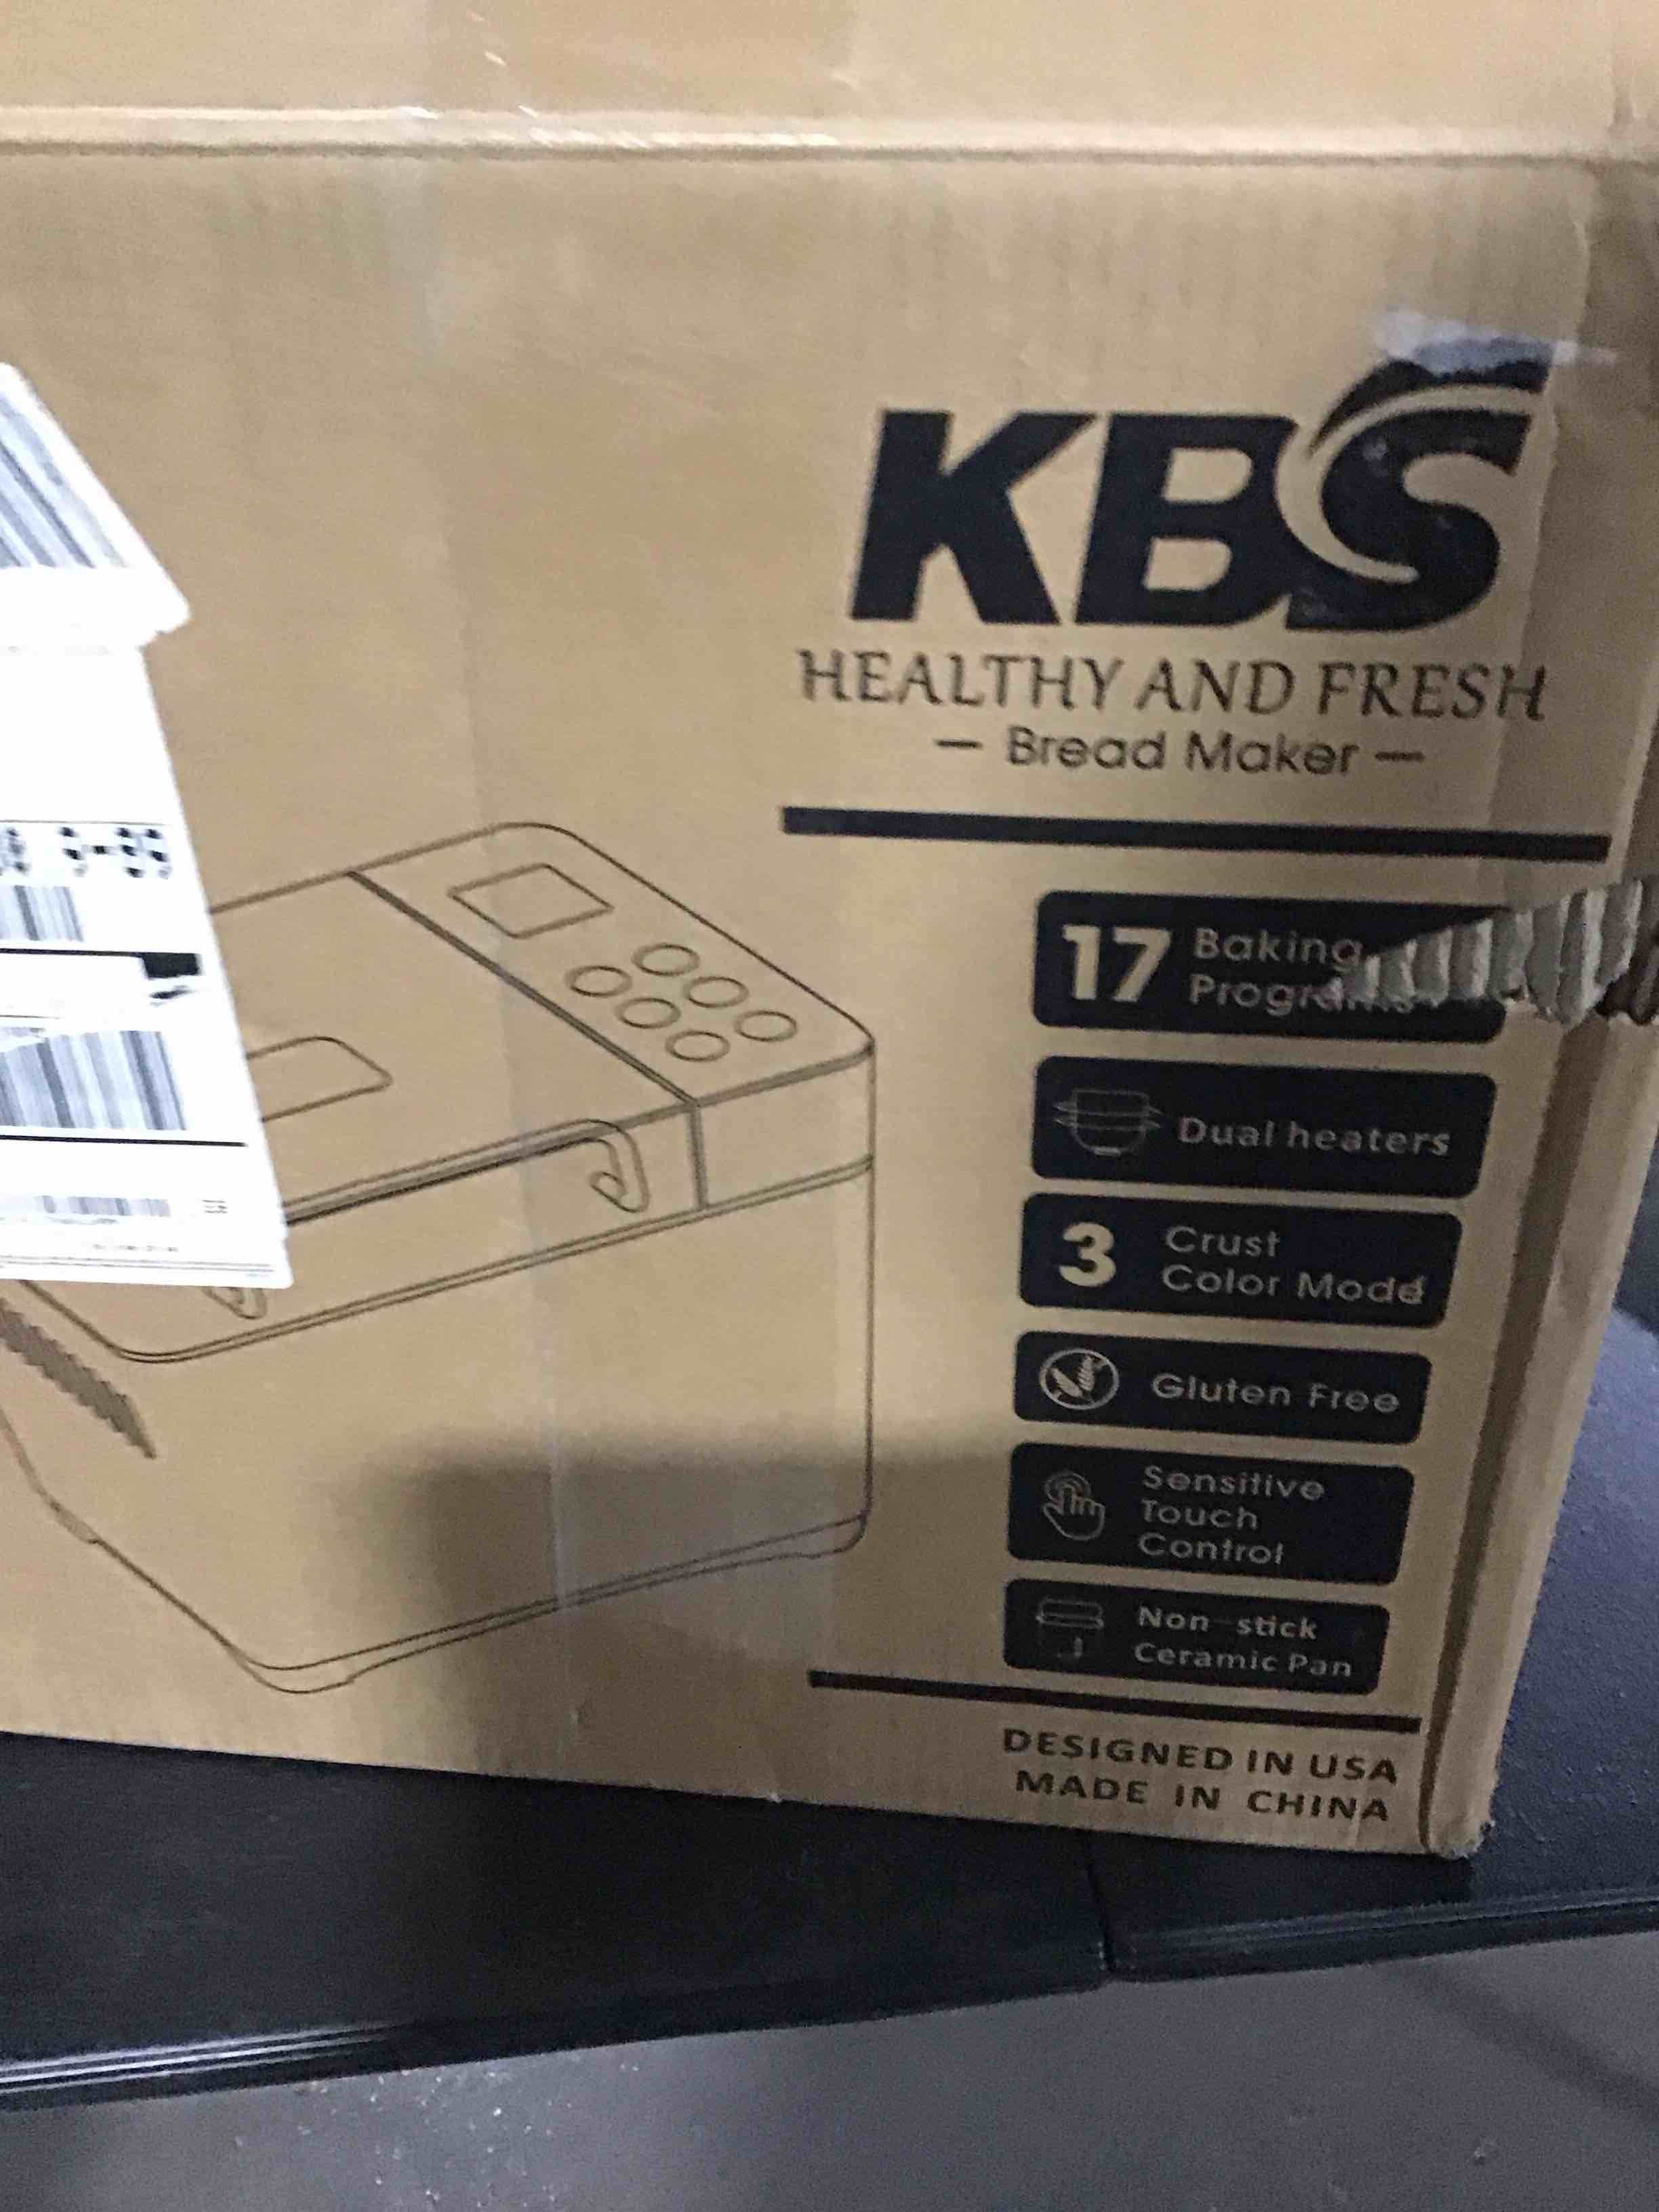 KBS
HEALTHY AND FRESH
— Bread Maker —
17 Baking
Programs
Dual heaters
3 Crust
Color Mode
Gluten Free
Sensitive
Touch
Control
Non-stick
Ceramic Pan
DESIGNED IN USA
MADE IN CHINA